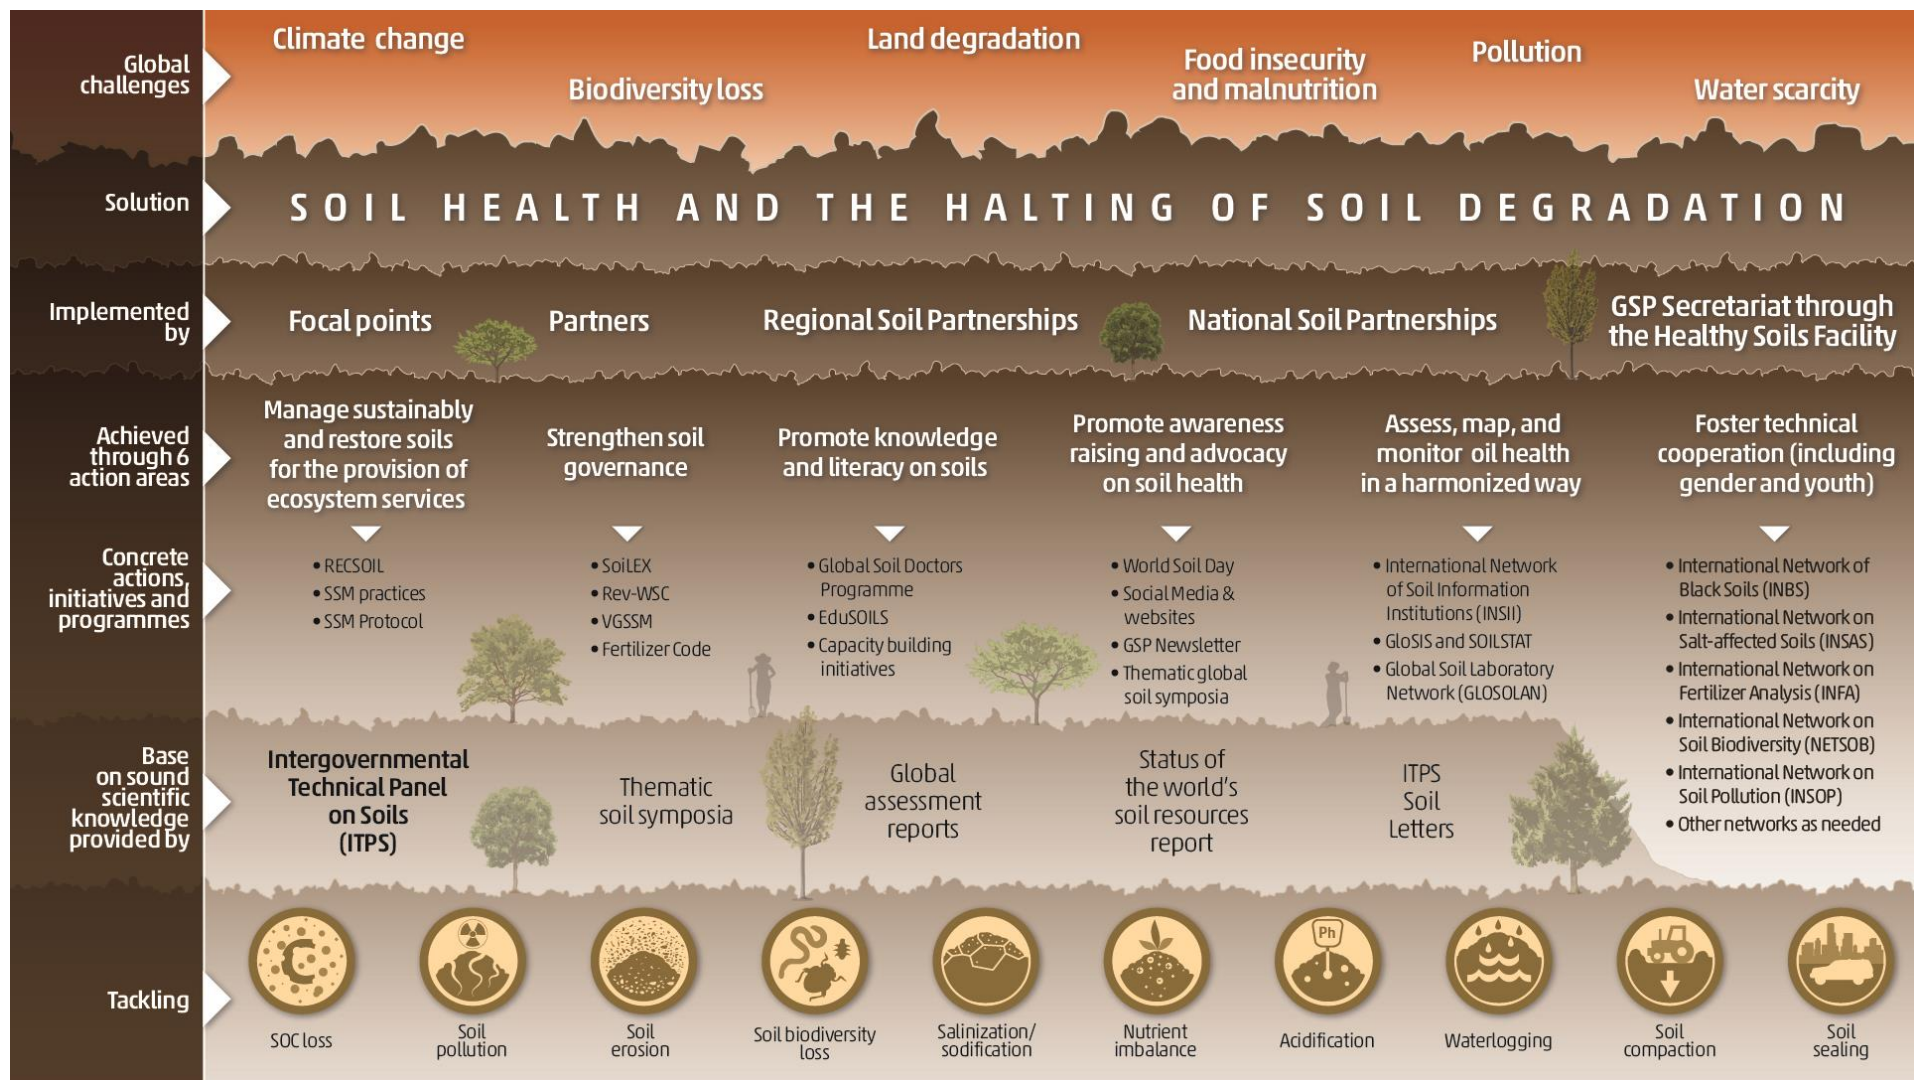 Global
challenges
Climate change
Biodiversity loss
Land degradation
Food insecurity
and malnutrition
Pollution
Water scarcity
Solution
SOIL HEALTH AND THE HALTING OF SOIL DEGRADATION
Implemented
by
Focal points
Partners
Regional Soil Partnerships
National Soil Partnerships
GSP Secretariat through
the Healthy Soils Facility
Achieved
through 6
action areas
Manage sustainably
and restore soils
for the provision of
ecosystem services
Strengthen soil
governance
Promote knowledge
and literacy on soils
Promote awareness
raising and advocacy
on soil health
Assess, map, and
monitor oil health
in a harmonized way
Foster technical
cooperation (including
gender and youth)
Concrete
actions,
initiatives and
programmes
• RECSOIL
• SSM practices
• SSM Protocol
• SoiLEX
• Rev-WSC
• VGSSM
• Fertilizer Code
• Global Soil Doctors
Programme
• EduSOILS
• Capacity building
initiatives
• World Soil Day
• Social Media &
websites
• GSP Newsletter
• Thematic global
soil symposia
• International Network
of Soil Information
Institutions (INSII)
• GloSIS and SOILSTAT
• Global Soil Laboratory
Network (GLOSOLAN)
• International Network of
Black Soils (INBS)
• International Network on
Salt-affected Soils (INSAS)
• International Network on
Fertilizer Analysis (INFA)
• International Network on
Soil Biodiversity (NETSOB)
• International Network on
Soil Pollution (INSOP)
• Other networks as needed
Base
on sound
scientific
knowledge
provided by
Intergovernmental
Technical Panel
on Soils
(ITPS)
Thematic
soil symposia
Global
assessment
reports
Status of
the world's
soil resources
report
ITPS
Soil
Letters
Tackling
C
Ph
SOC loss
Soil
pollution
Soil
erosion
Soil biodiversity
loss
Salinization/
sodification
Nutrient
imbalance
Acidification
Waterlogging
Soil
compaction
Soil
sealing